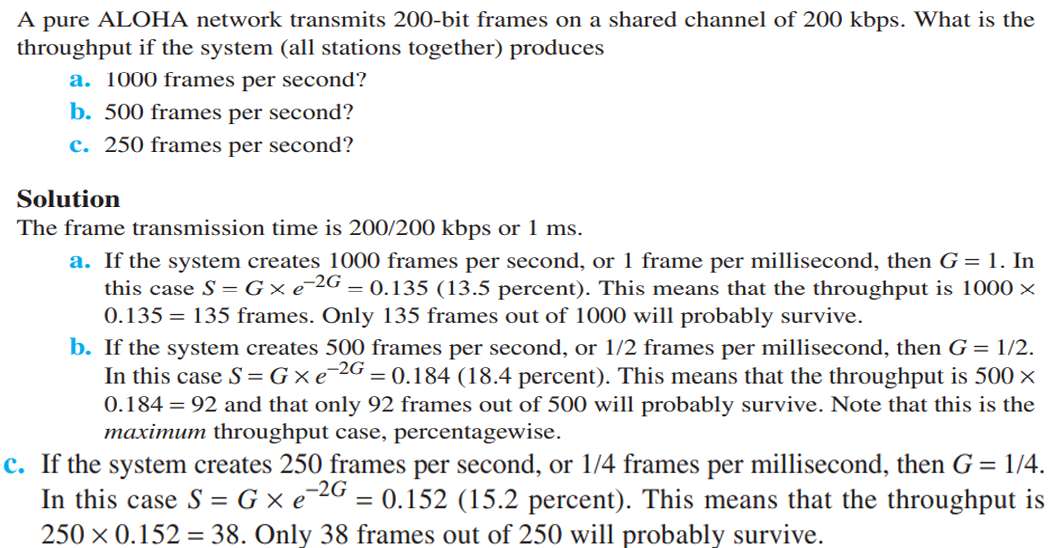 A pure ALOHA network transmits 200-bit frames on a shared channel of 200 kbps. What is the
throughput if the system (all stations together) produces
a. 1000 frames per second?
b. 500 frames per second?
c. 250 frames per second?
Solution
The frame transmission time is 200/200 kbps or 1 ms.
a. If the system creates 1000 frames per second, or 1 frame per millisecond, then G = 1. In
this case S = G × e⁻²ᴳ = 0.135 (13.5 percent). This means that the throughput is 1000 ×
0.135 = 135 frames. Only 135 frames out of 1000 will probably survive.
b. If the system creates 500 frames per second, or 1/2 frames per millisecond, then G = 1/2.
In this case S = G × e⁻²ᴳ = 0.184 (18.4 percent). This means that the throughput is 500 ×
0.184 = 92 and that only 92 frames out of 500 will probably survive. Note that this is the
maximum throughput case, percentagewise.
c. If the system creates 250 frames per second, or 1/4 frames per millisecond, then G = 1/4.
In this case S = G × e⁻²ᴳ = 0.152 (15.2 percent). This means that the throughput is
250 × 0.152 = 38. Only 38 frames out of 250 will probably survive.